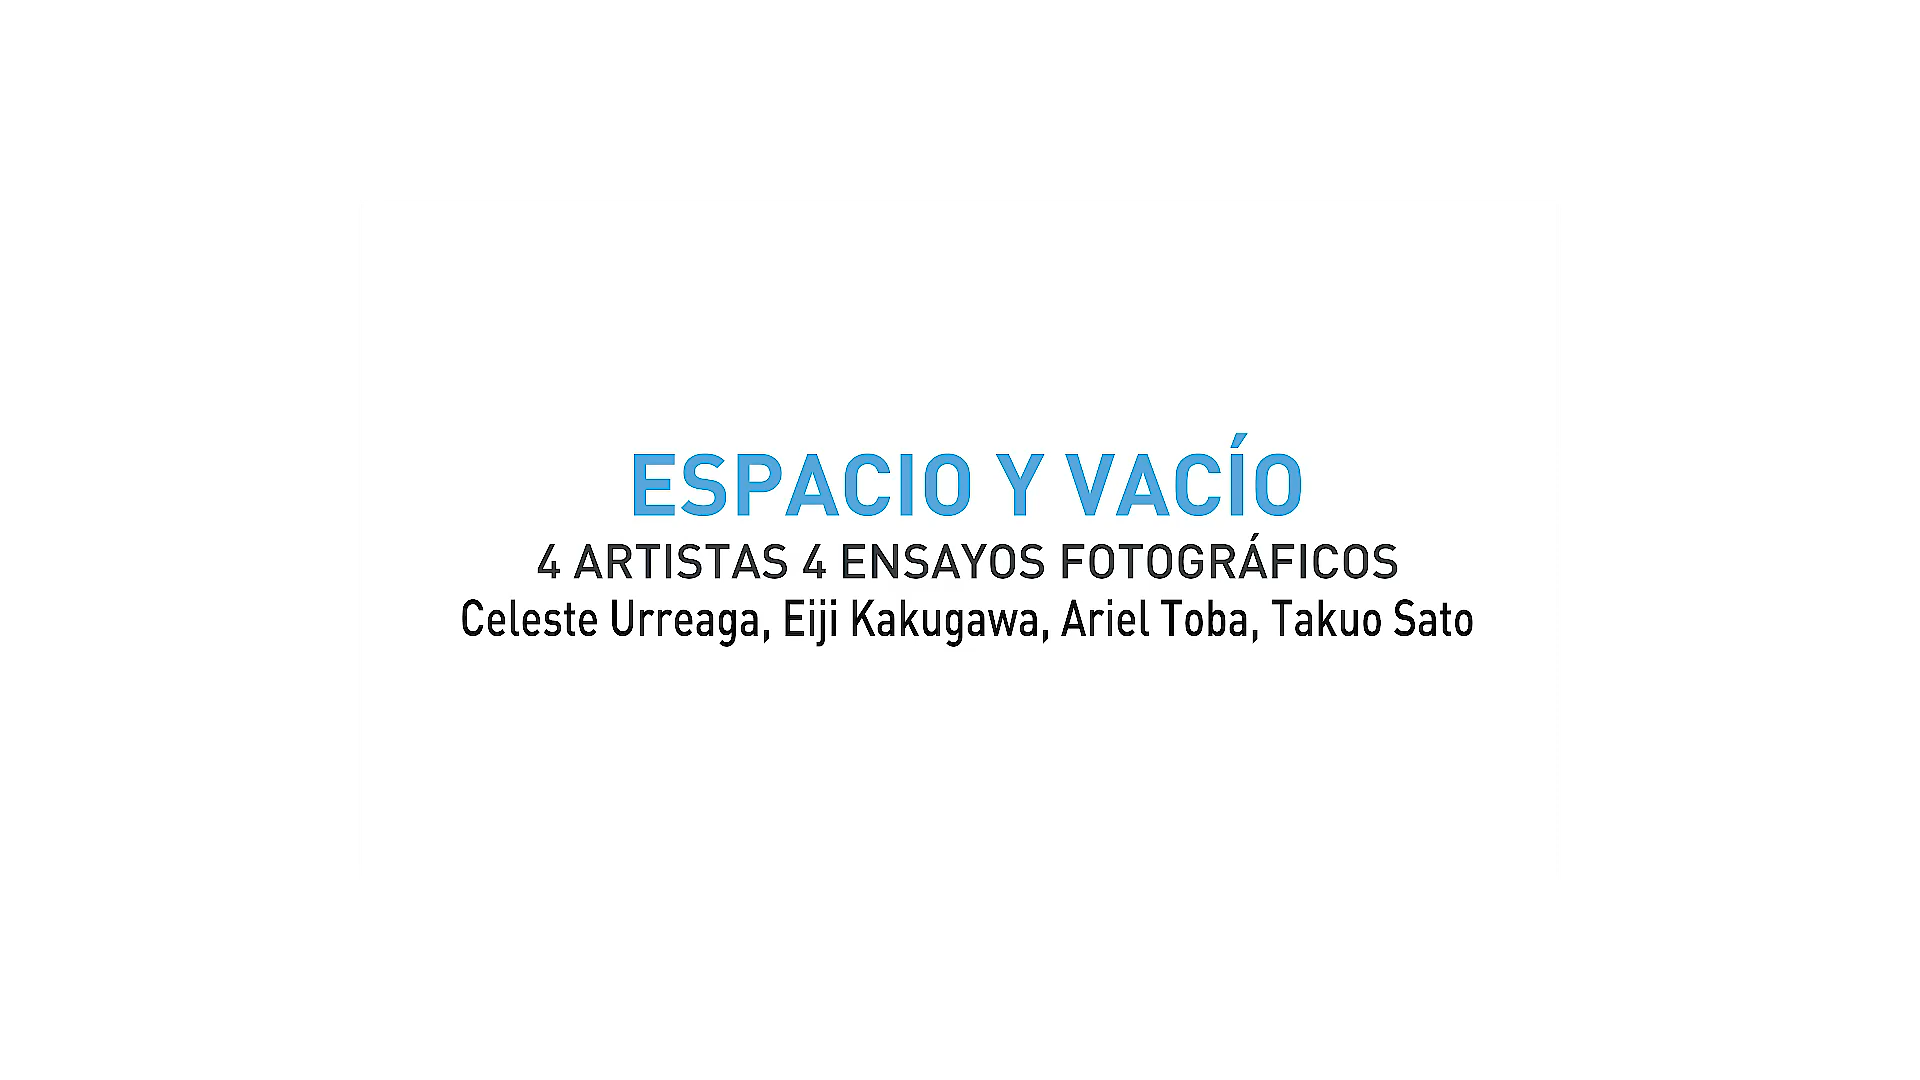 ESPACIO Y VACÍO
4 ARTISTAS 4 ENSAYOS FOTOGRÁFICOS
Celeste Urreaga, Eiji Kakugawa, Ariel Toba, Takuo Sato